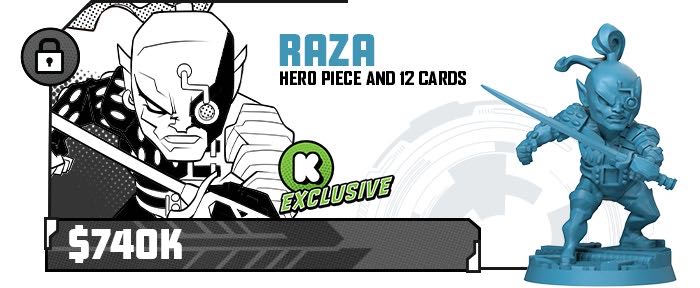 RAZA
HERO PIECE AND 12 CARDS
K
EXCLUSIVE
$740K